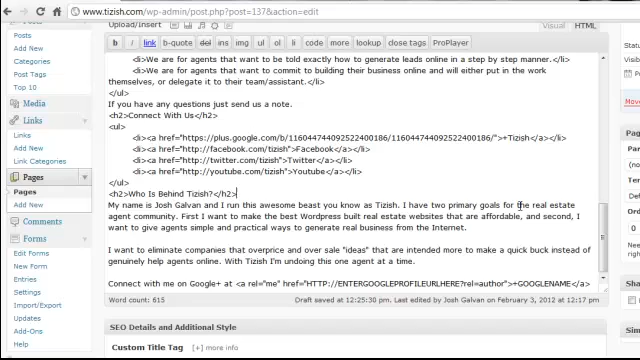 www.tizish.com/wp-admin/post.php?post=137&action=edit
Posts
Posts
Add New
Categories
Post Tags
Top 10
Media
Links
Links
Add New
Link Categories
Pages
Pages
Add New
Comments
Forms
Edit Forms
New Form
Entries
Settings
Import/Export
Updates
Add-Ons
Help
Upload/Insert
Visual
HTML
b
i
link
b-quote
del
ins
img
ul
ol
li
code
more
lookup
close tags
ProPlayer
<li>We are for agents that want to be told exactly how to generate leads online in a step by step manner.</li>
<li>We are for agents that want to commit to building their business online and will either put in the work
themselves, or delegate it to their team/assistant.</li>
</ul>
If you have any questions just send us a note.
<h2>Connect With Us</h2>
<ul>
<li><a href="https://plus.google.com/b/116044744092522400186/116044744092522400186/">+Tizish</a></li>
<li><a href="http://facebook.com/tizish">Facebook</a></li>
<li><a href="http://twitter.com/tizish">Twitter</a></li>
<li><a href="http://youtube.com/tizish">Youtube</a></li>
</ul>
<h2>Who Is Behind Tizish?</h2>
My name is Josh Galvan and I run this awesome beast you know as Tizish. I have two primary goals for the real estate
agent community. First I want to make the best Wordpress built real estate websites that are affordable, and second, I
want to give agents simple and practical ways to generate real business from the Internet.
I want to eliminate companies that overprice and over sale "ideas" that are intended more to make a quick buck instead of
genuinely help agents online. With Tizish I'm undoing this one agent at a time.
Connect with me on Google+ at <a rel="me" href="HTTP://ENTERGOOGLEPROFILEURLHERE?rel=author">+GOOGLENAME</a>
Word count: 615
Draft saved at 12:25:30 pm. Last edited by Josh Galvan on February 3, 2012 at 12:17 pm
SEO Details and Additional Style
Custom Title Tag
[+] more info
Statu
Visibi
P
Move
Pag
Pare
(no
Tem
Def
Orde
0
Nee
scre
Share
S
Sim